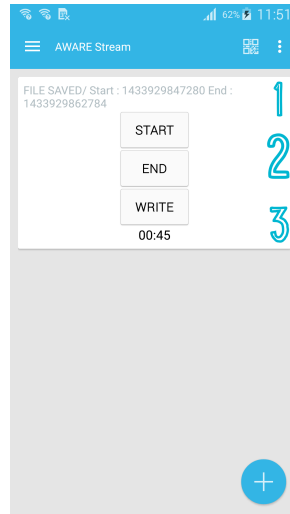 62% 11:51
AWARE Stream
FILE SAVED/ Start : 1433929847280 End :
1433929862784
1
START
2
END
WRITE
3
00:45